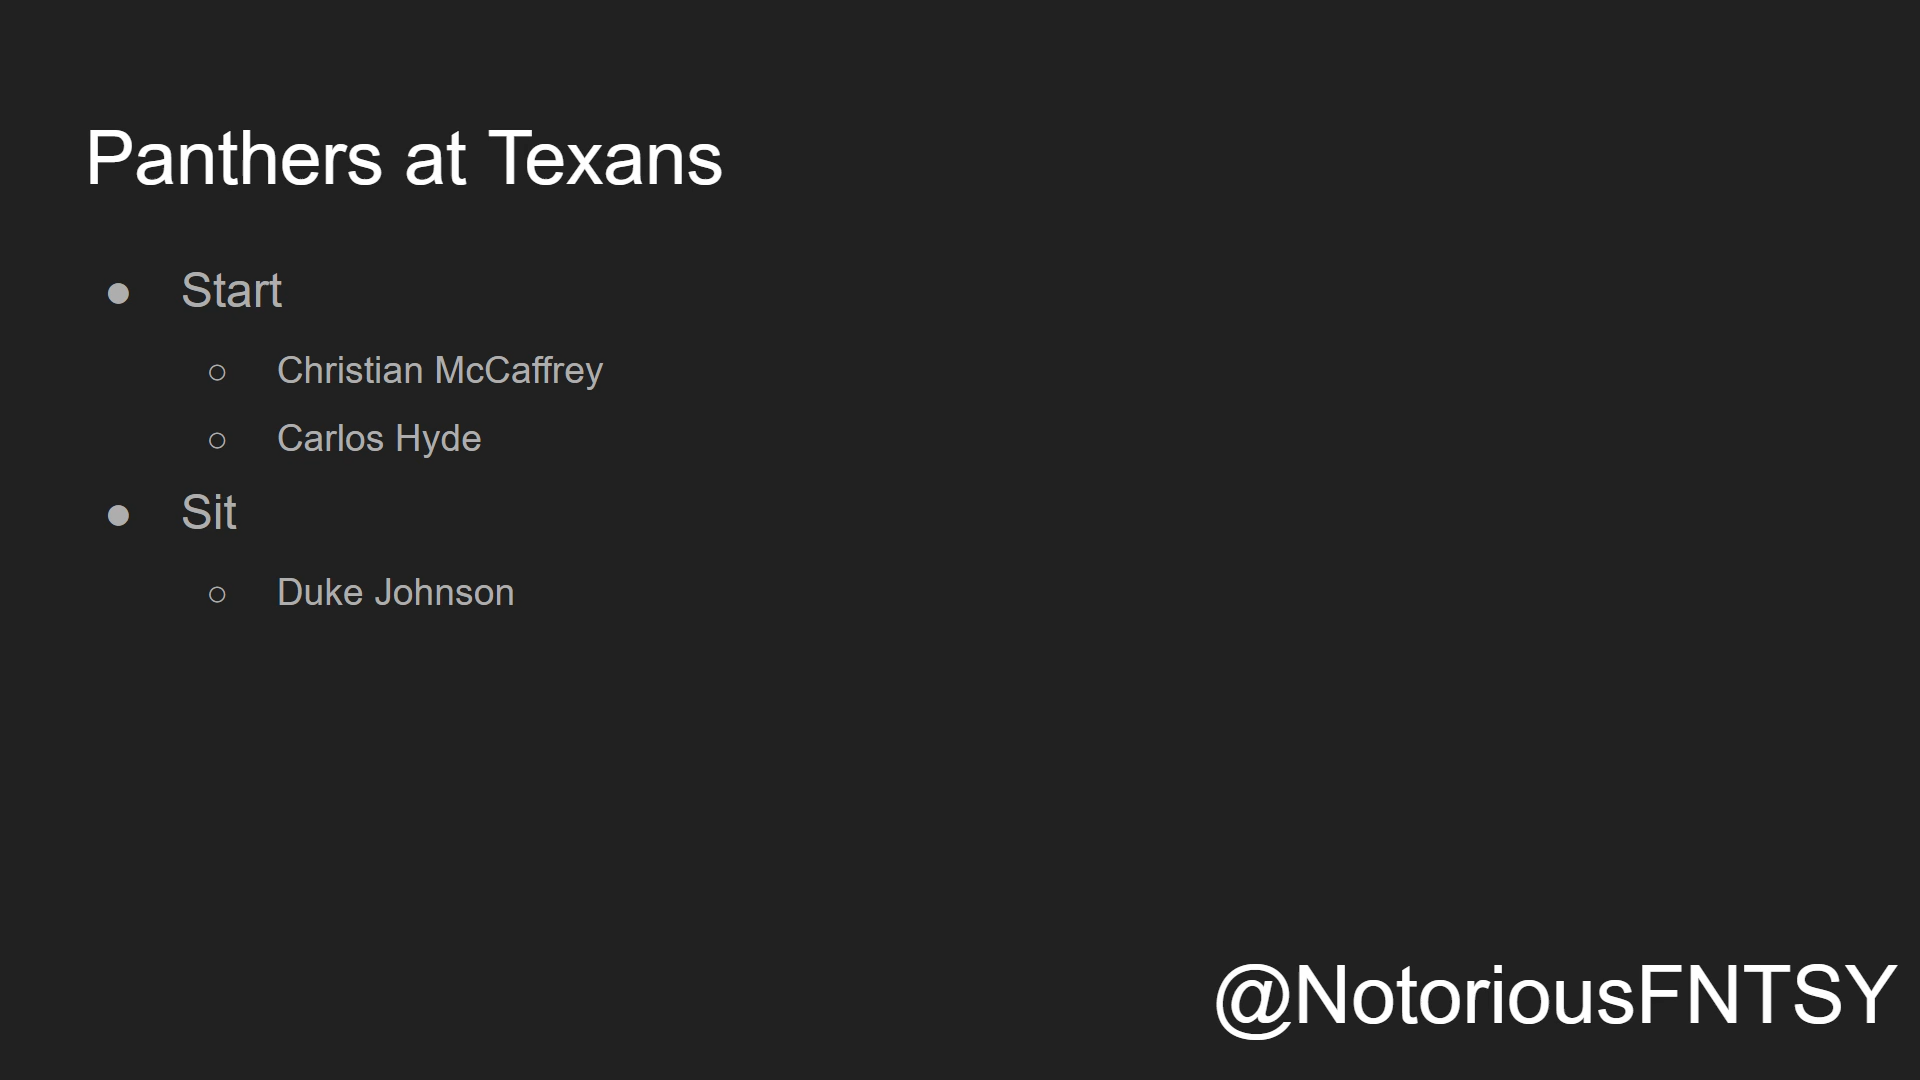 Panthers at Texans
● Start
○ Christian McCaffrey
○ Carlos Hyde
● Sit
○ Duke Johnson
@NotoriousFNTSY